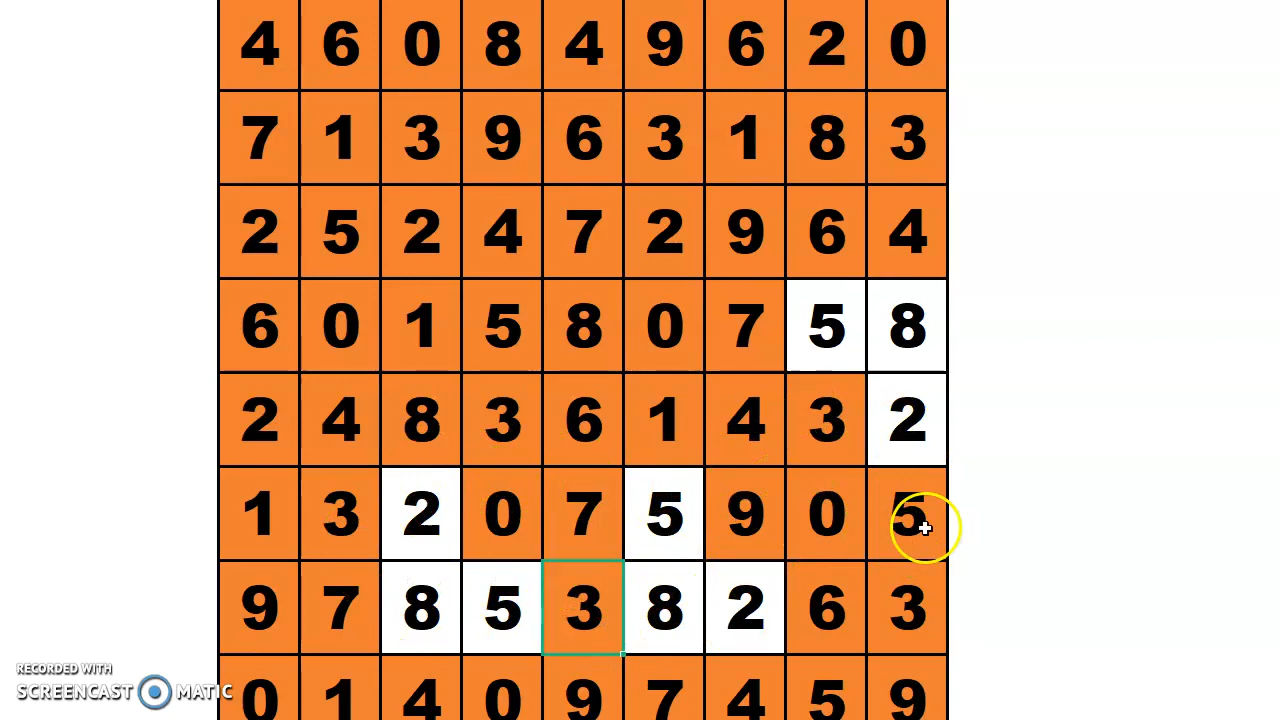 4 6 0 8 4 9 6 2 0
7 1 3 9 6 3 1 8 3
2 5 2 4 7 2 9 6 4
6 0 1 5 8 0 7 5 8
2 4 8 3 6 1 4 3 2
1 3 2 0 7 5 9 0 5
9 7 8 5 3 8 2 6 3
0 1 4 0 9 7 4 5 9
RECORDED WITH
SCREENCAST MATIC